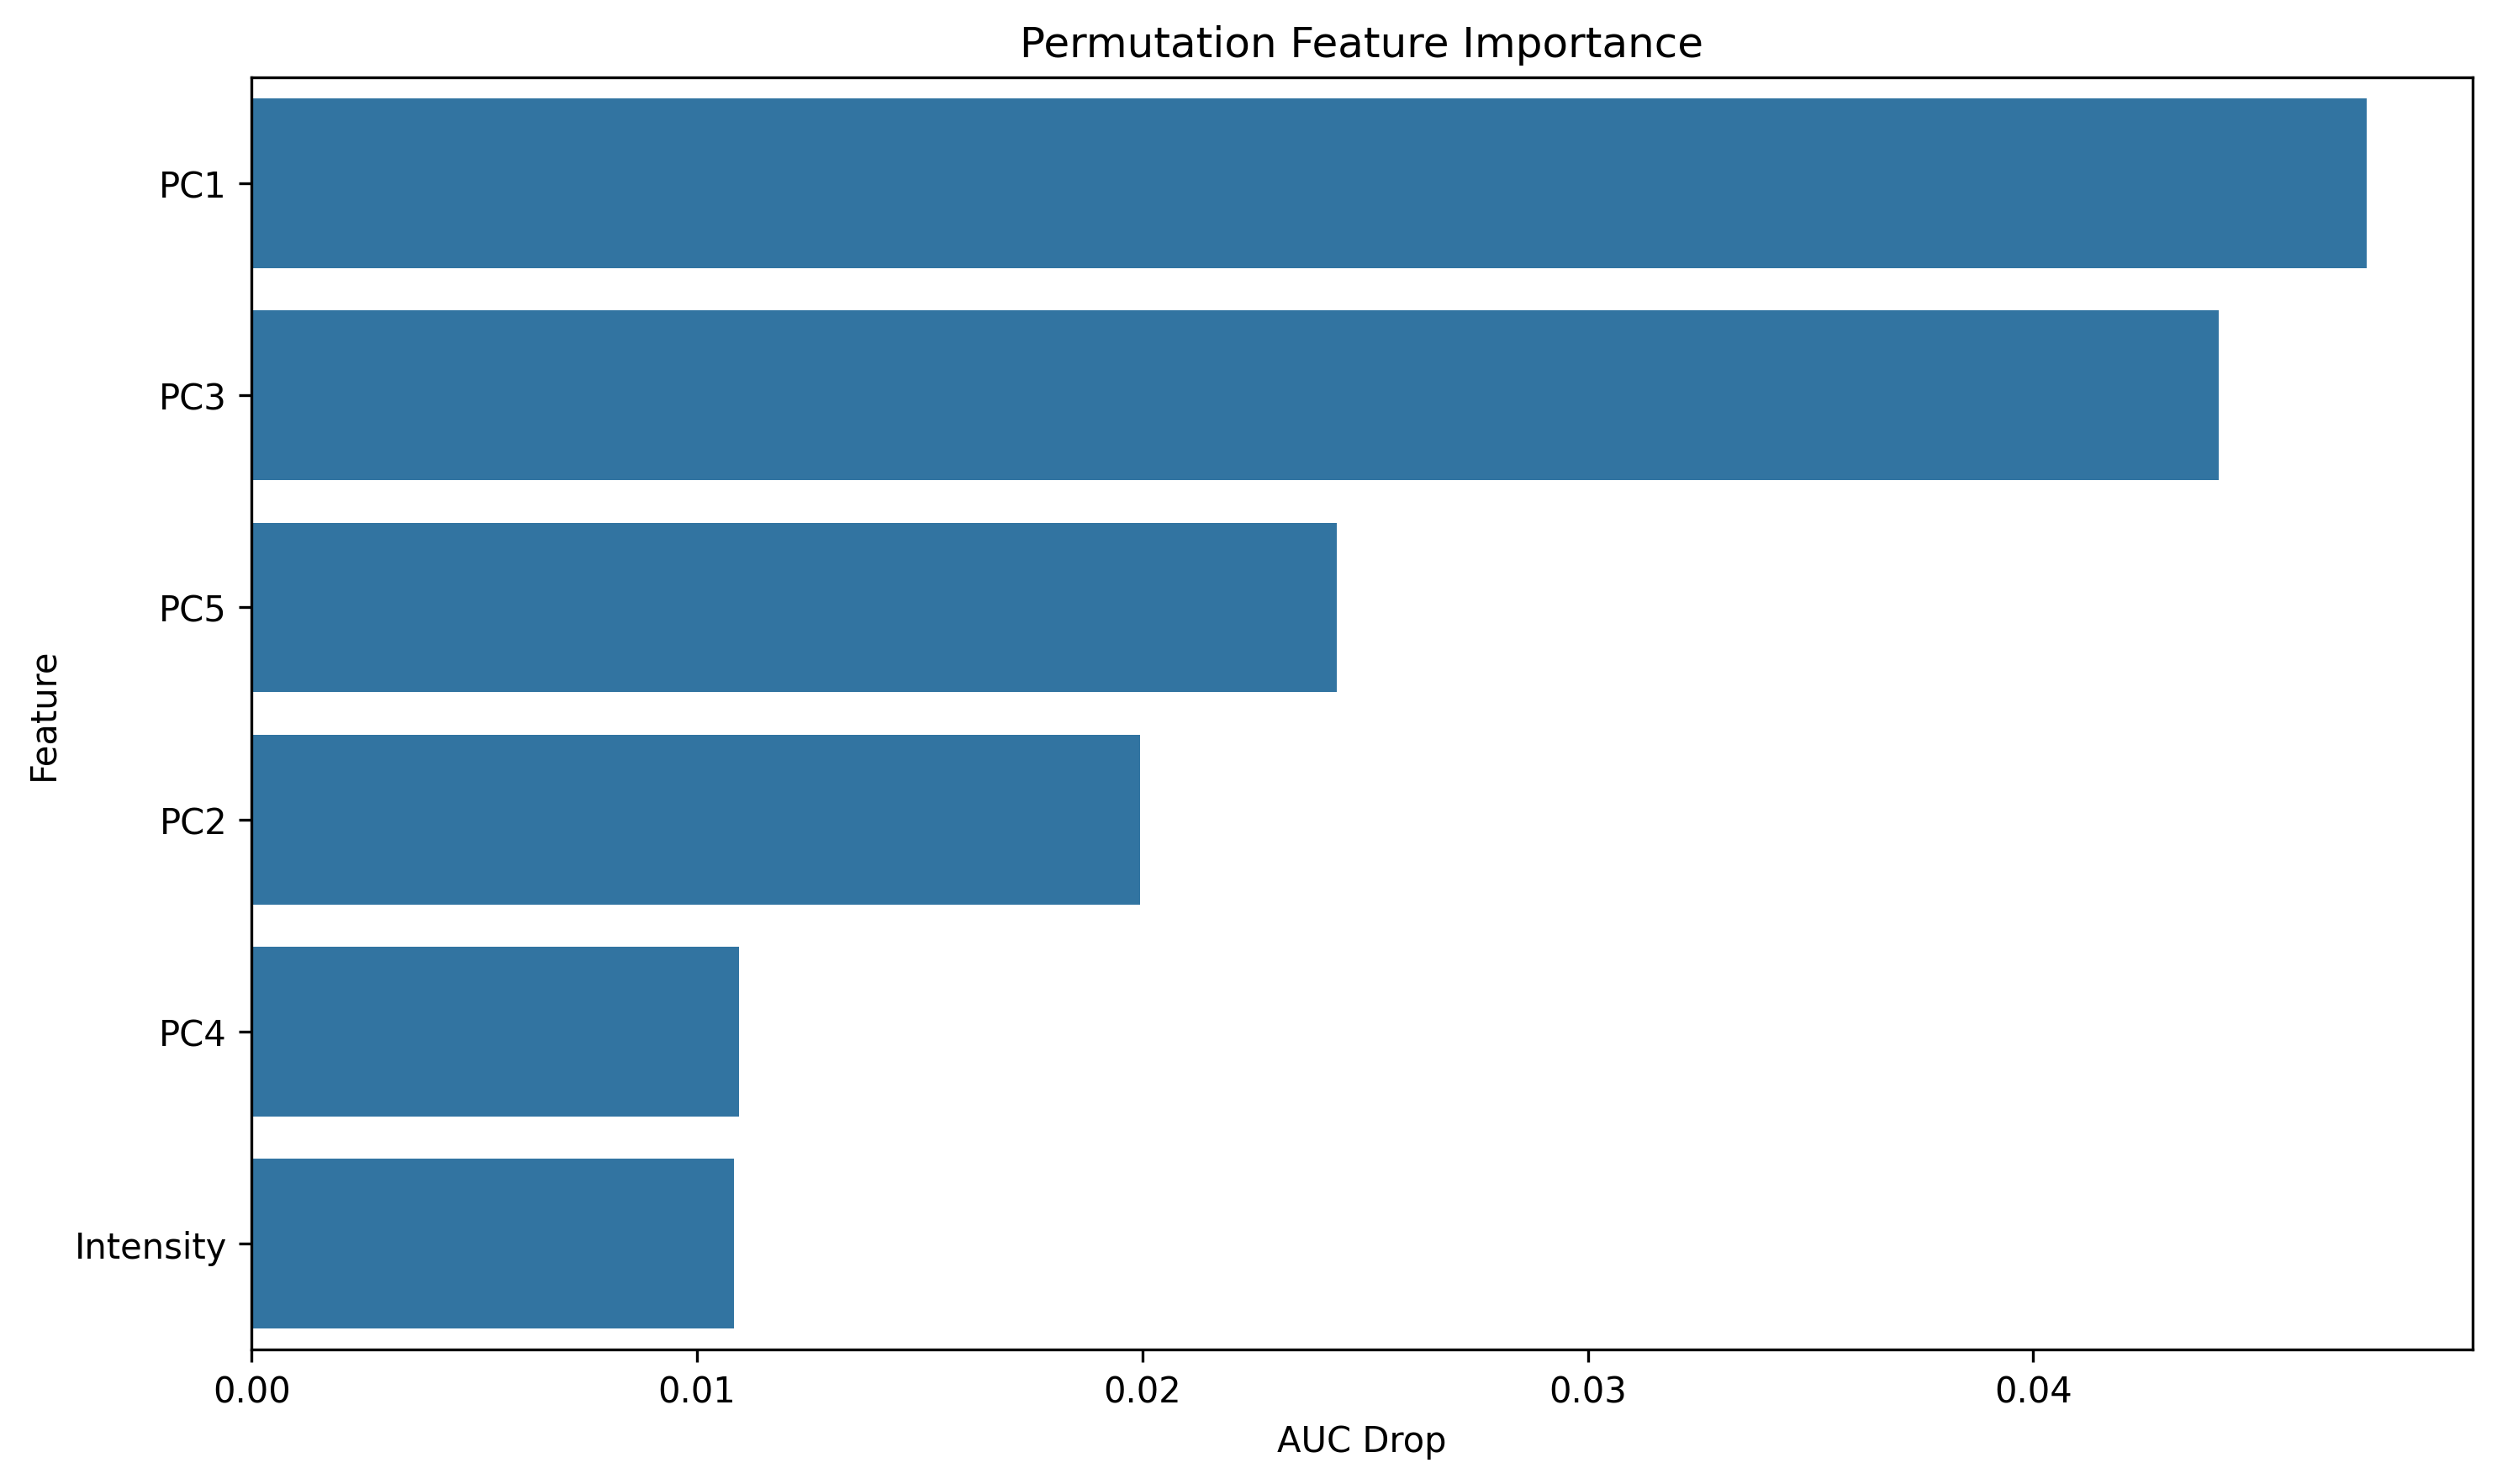 Permutation Feature Importance
Feature
PC1
PC3
PC5
PC2
PC4
Intensity
0.00 0.01 0.02 0.03 0.04
AUC Drop